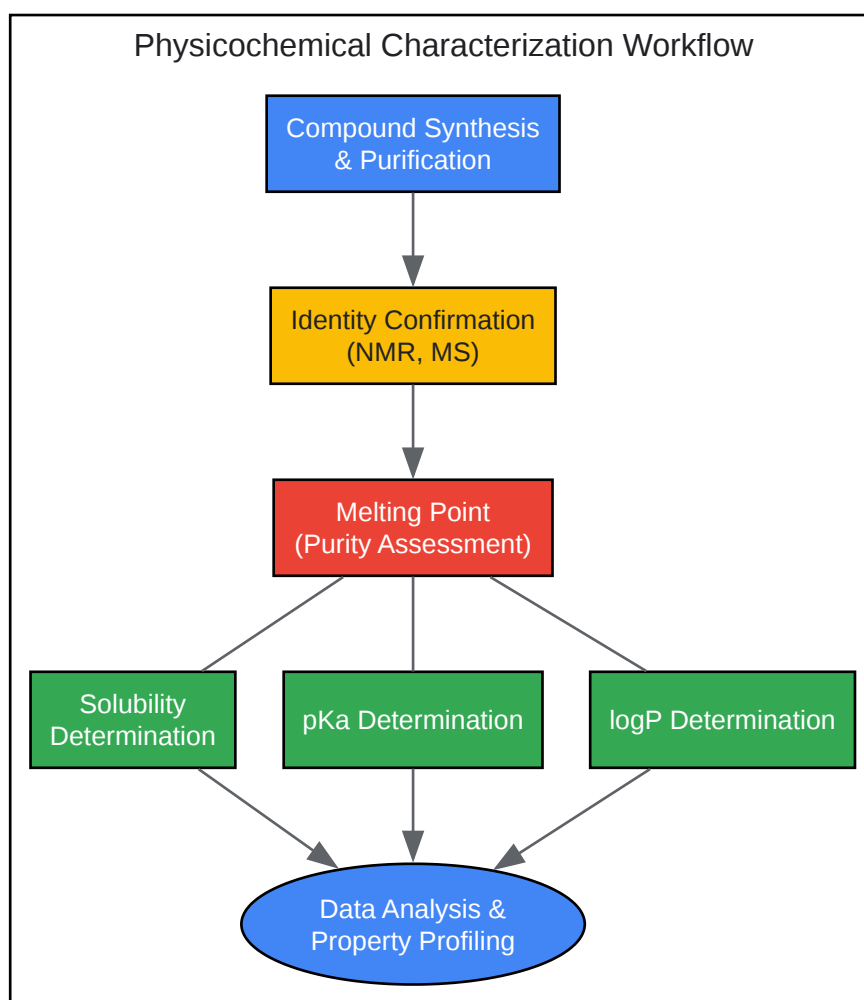 Physicochemical Characterization Workflow
Compound Synthesis
& Purification
Identity Confirmation
(NMR, MS)
Melting Point
(Purity Assessment)
Solubility
Determination
pKa Determination
logP Determination
Data Analysis &
Property Profiling